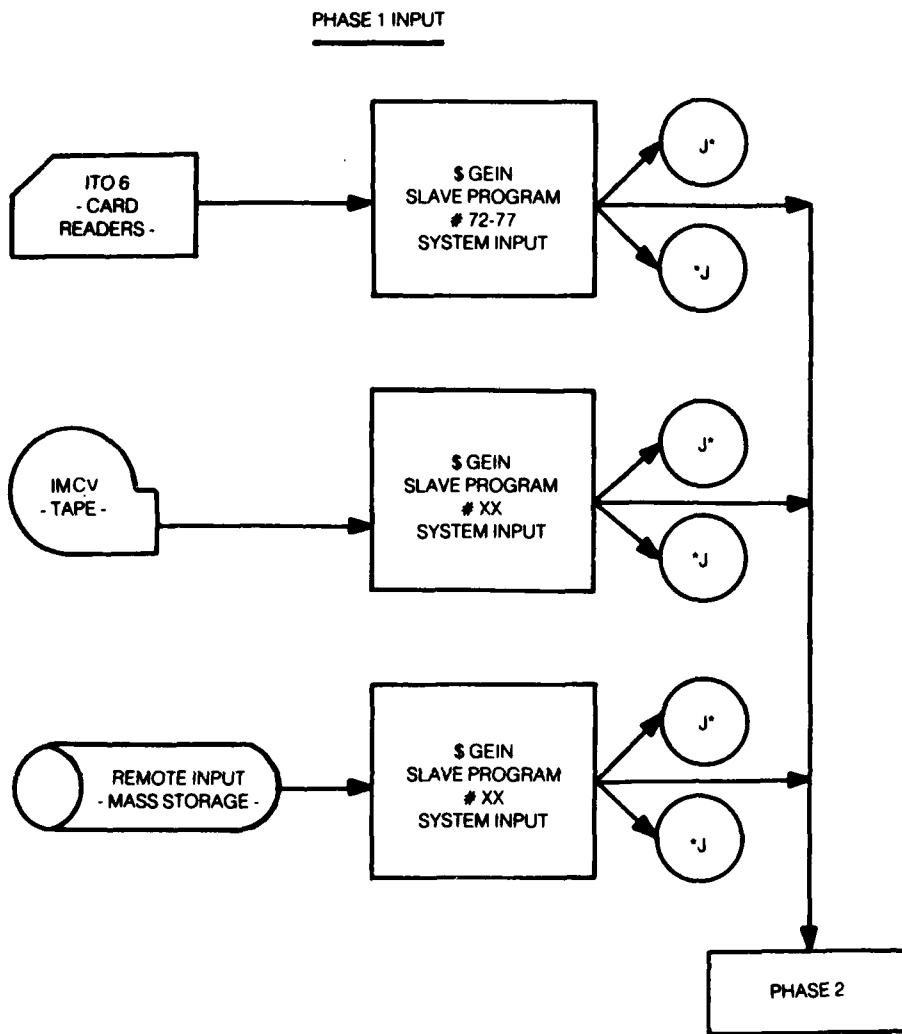 PHASE 1 INPUT
ITO 6
- CARD
READERS -
$ GEIN
SLAVE PROGRAM
# 72-77
SYSTEM INPUT
J*
*J
IMCV
- TAPE -
$ GEIN
SLAVE PROGRAM
# XX
SYSTEM INPUT
J*
*J
REMOTE INPUT
- MASS STORAGE -
$ GEIN
SLAVE PROGRAM
# XX
SYSTEM INPUT
J*
*J
PHASE 2